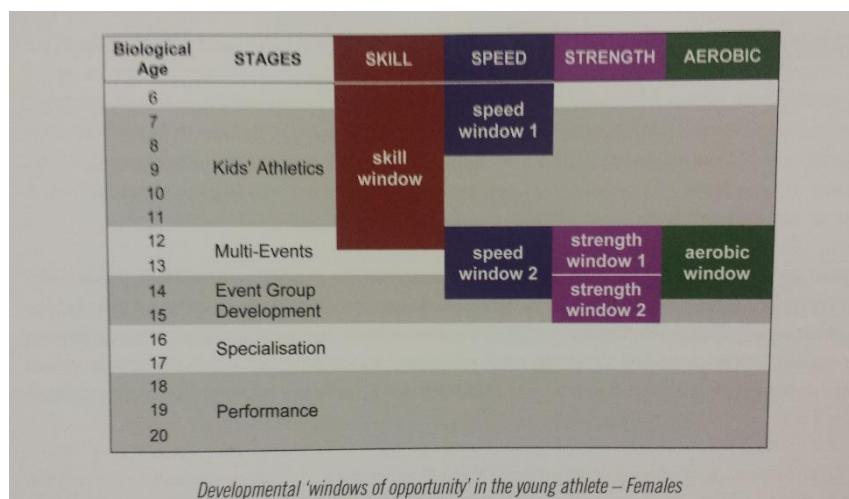 Biological Age STAGES SKILL SPEED STRENGTH AEROBIC
6
7
8
9 Kids' Athletics
10
11
12
13 Multi-Events
14
15 Event Group Development
16
17 Specialisation
18
19 Performance
20
skill window
speed window 1
speed window 2
strength window 1
strength window 2
aerobic window
Developmental 'windows of opportunity' in the young athlete – Females